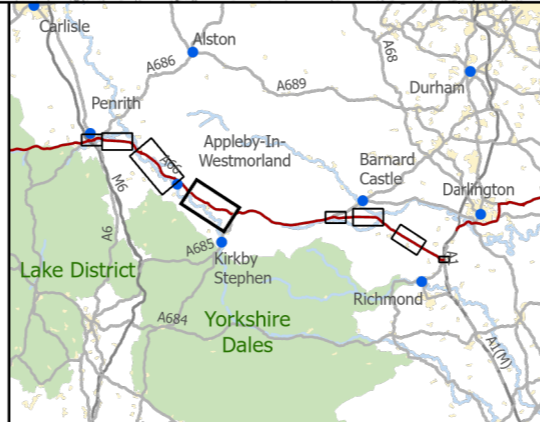 Carlisle
Alston
A686
A68
A689
Durham
Penrith
Appleby-In-
Westmorland
A66
Barnard
Castle
Darlington
M6
A6
A685
Lake District
Kirkby
Stephen
Richmond
A684
Yorkshire
Dales
A1(M)